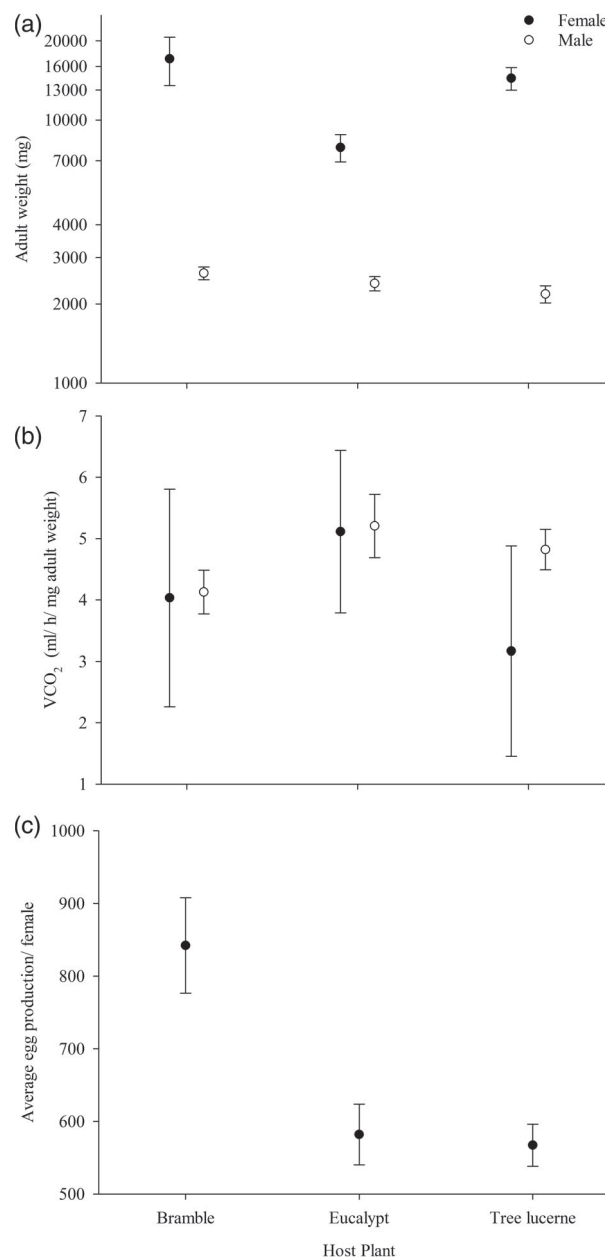 (a)
Female
Male
20000
16000
13000
10000
7000
4000
3000
2000
1000
Adult weight (mg)
(b)
7
6
5
4
3
2
1
VCO2 (ml/ h/ mg adult weight)
(c)
1000
900
800
700
600
500
Average egg production/ female
Bramble Eucalypt Tree lucerne
Host Plant